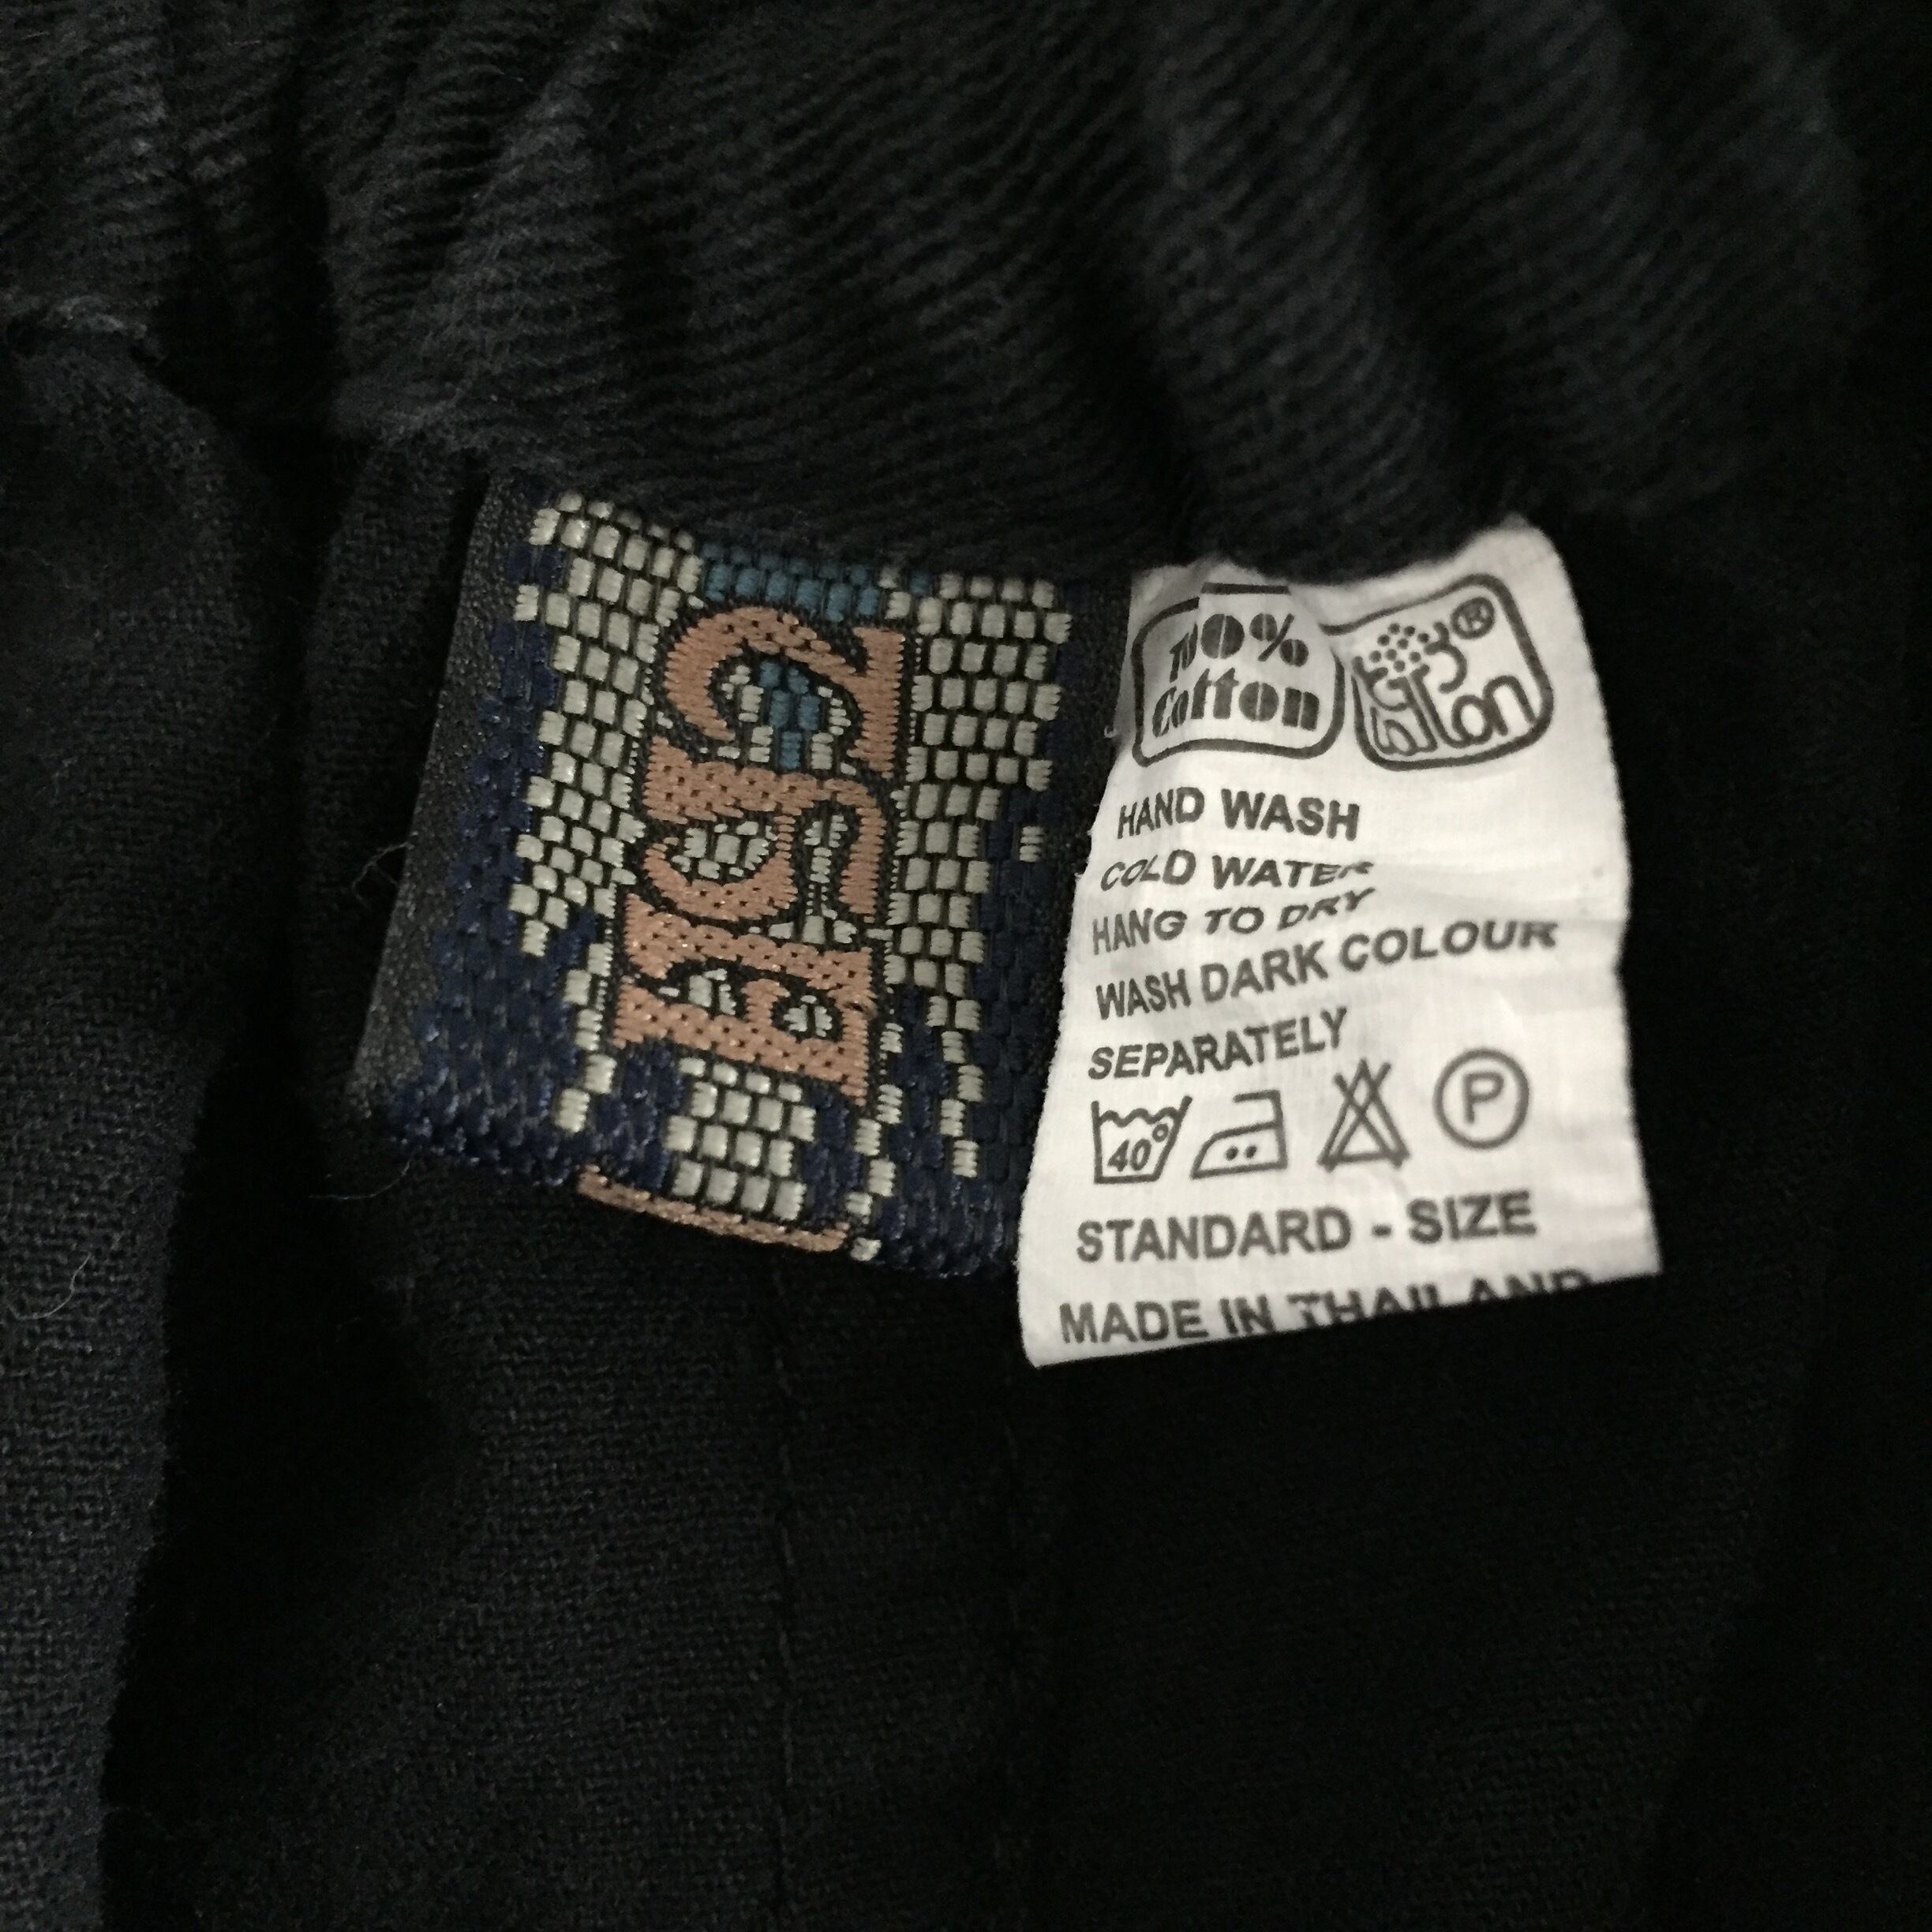 100%
Cotton
®
HAND WASH
COLD WATER
HANG TO DRY
WASH DARK COLOUR
SEPARATELY
40° P
STANDARD - SIZE
MADE IN THAILAND